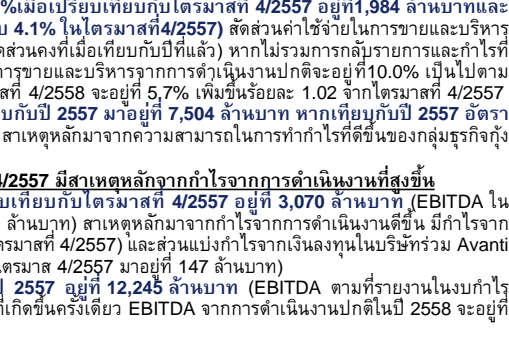 %เมื่อเปรียบเทียบกับไตรมาสที่ 4/2557 อยู่ที่1,984 ล้านบาทและ
4.1% ในไตรมาสที่4/2557) สัดส่วนค่าใช้จ่ายในการขายและบริหาร
ส่วนคงที่เมื่อเทียบกับปีที่แล้ว) หากไม่รวมการกลับรายการและกำไรที่
การขายและบริหารจากการดำเนินงานปกติจะอยู่ที่10.0% เป็นไปตาม
สที่ 4/2558 จะอยู่ที่ 5.7% เพิ่มขึ้นร้อยละ 1.02 จากไตรมาสที่ 4/2557
บกับปี 2557 มาอยู่ที่ 7,504 ล้านบาท หากเทียบกับปี 2557 อัตรา
สาเหตุหลักมาจากความสามารถในการทำกำไรที่ดีขึ้นของกลุ่มธุรกิจกุ้ง
4/2557 มีสาเหตุหลักจากกำไรจากการดำเนินงานที่สูงขึ้น
บเทียบกับไตรมาสที่ 4/2557 อยู่ที่ 3,070 ล้านบาท (EBITDA ใน
ล้านบาท) สาเหตุหลักมาจากกำไรจากการดำเนินงานดีขึ้น มีกำไรจาก
ตรมาสที่ 4/2557) และส่วนแบ่งกำไรจากเงินลงทุนในบริษัทร่วม Avanti
ตรมาส 4/2557 มาอยู่ที่ 147 ล้านบาท)
ปี 2557 อยู่ที่ 12,245 ล้านบาท (EBITDA ตามที่รายงานในงบกำไร
ที่เกิดขึ้นครั้งเดียว EBITDA จากการดำเนินงานปกติในปี 2558 จะอยู่ที่